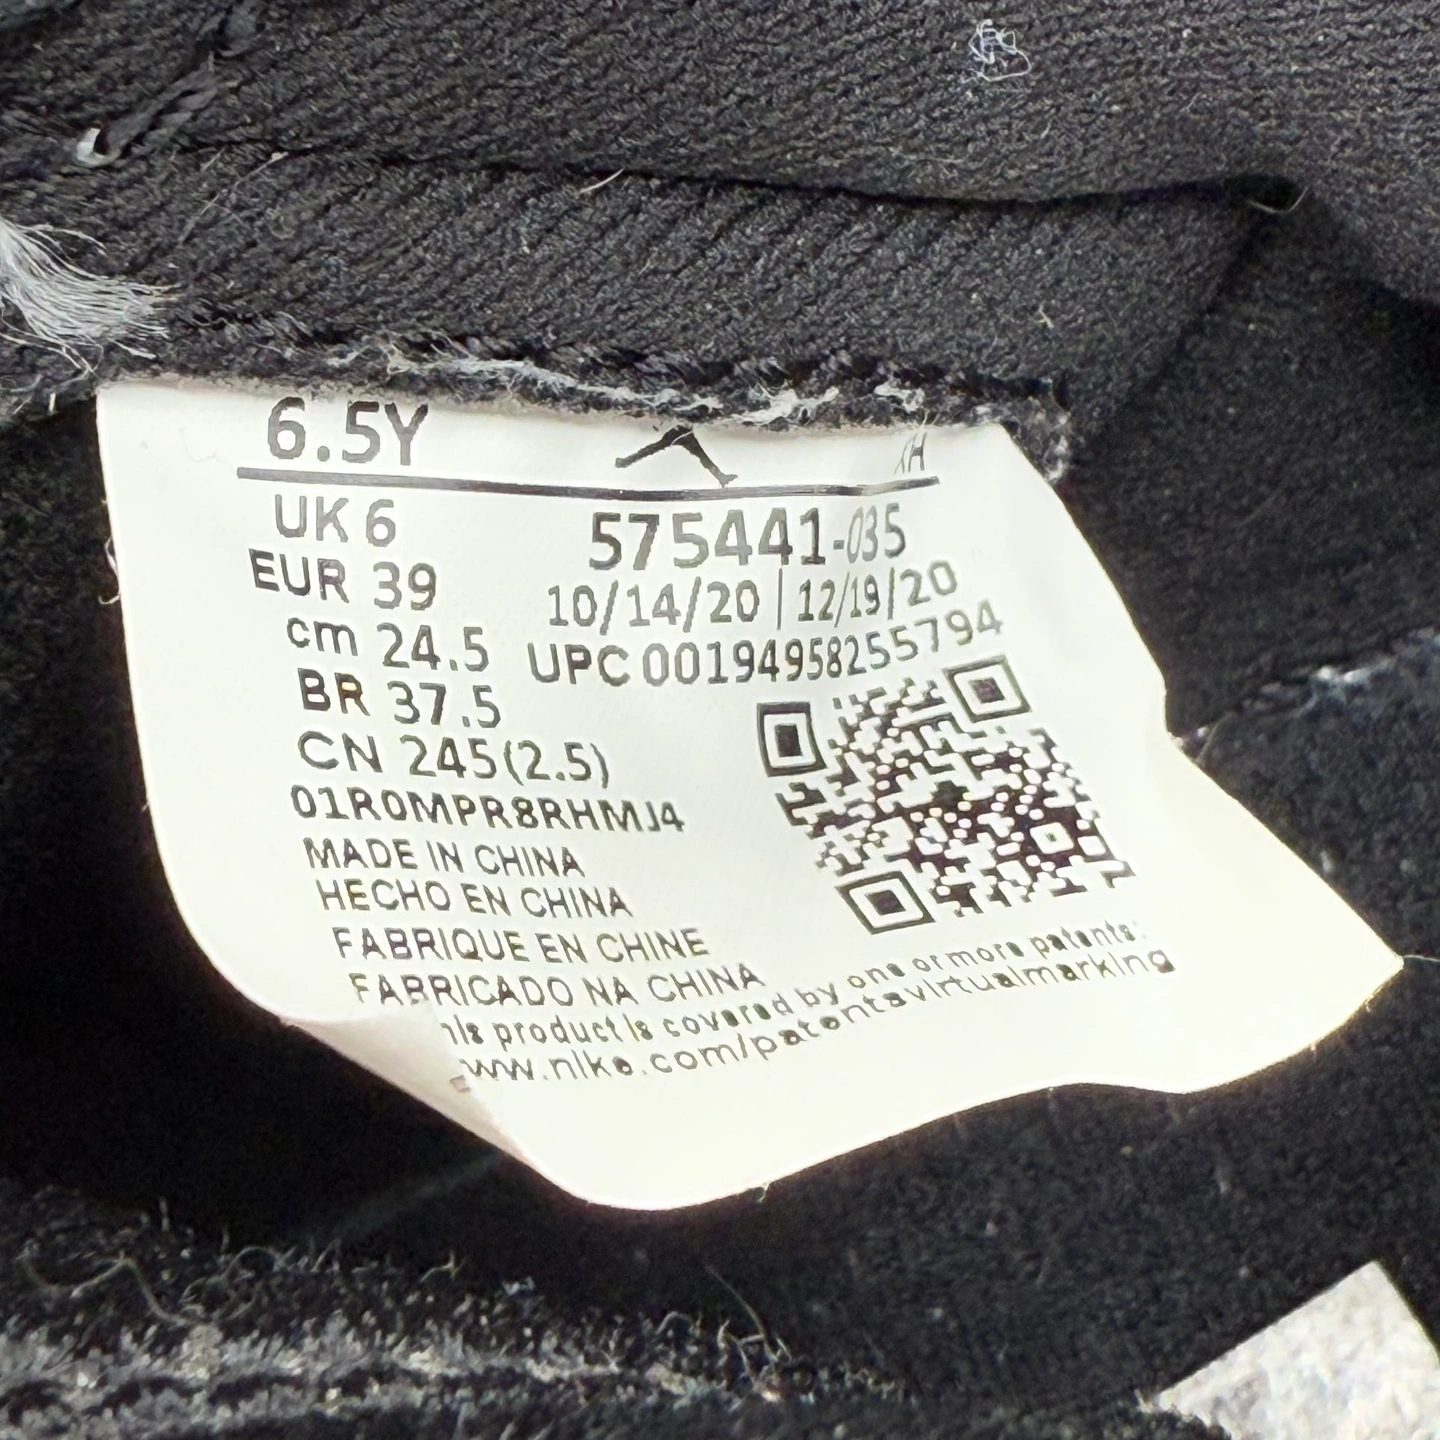 6.5Y
UK 6
EUR 39
cm 24.5
BR 37.5
CN 245(2.5)
575441-035
10/14/20 | 12/19/20
UPC 00194958255794
01R0MPR8RHMJ4
MADE IN CHINA
HECHO EN CHINA
FABRIQUE EN CHINE
FABRICADO NA CHINA
his product is covered by one or more patents:
www.nike.com/patentsvirtualmarking